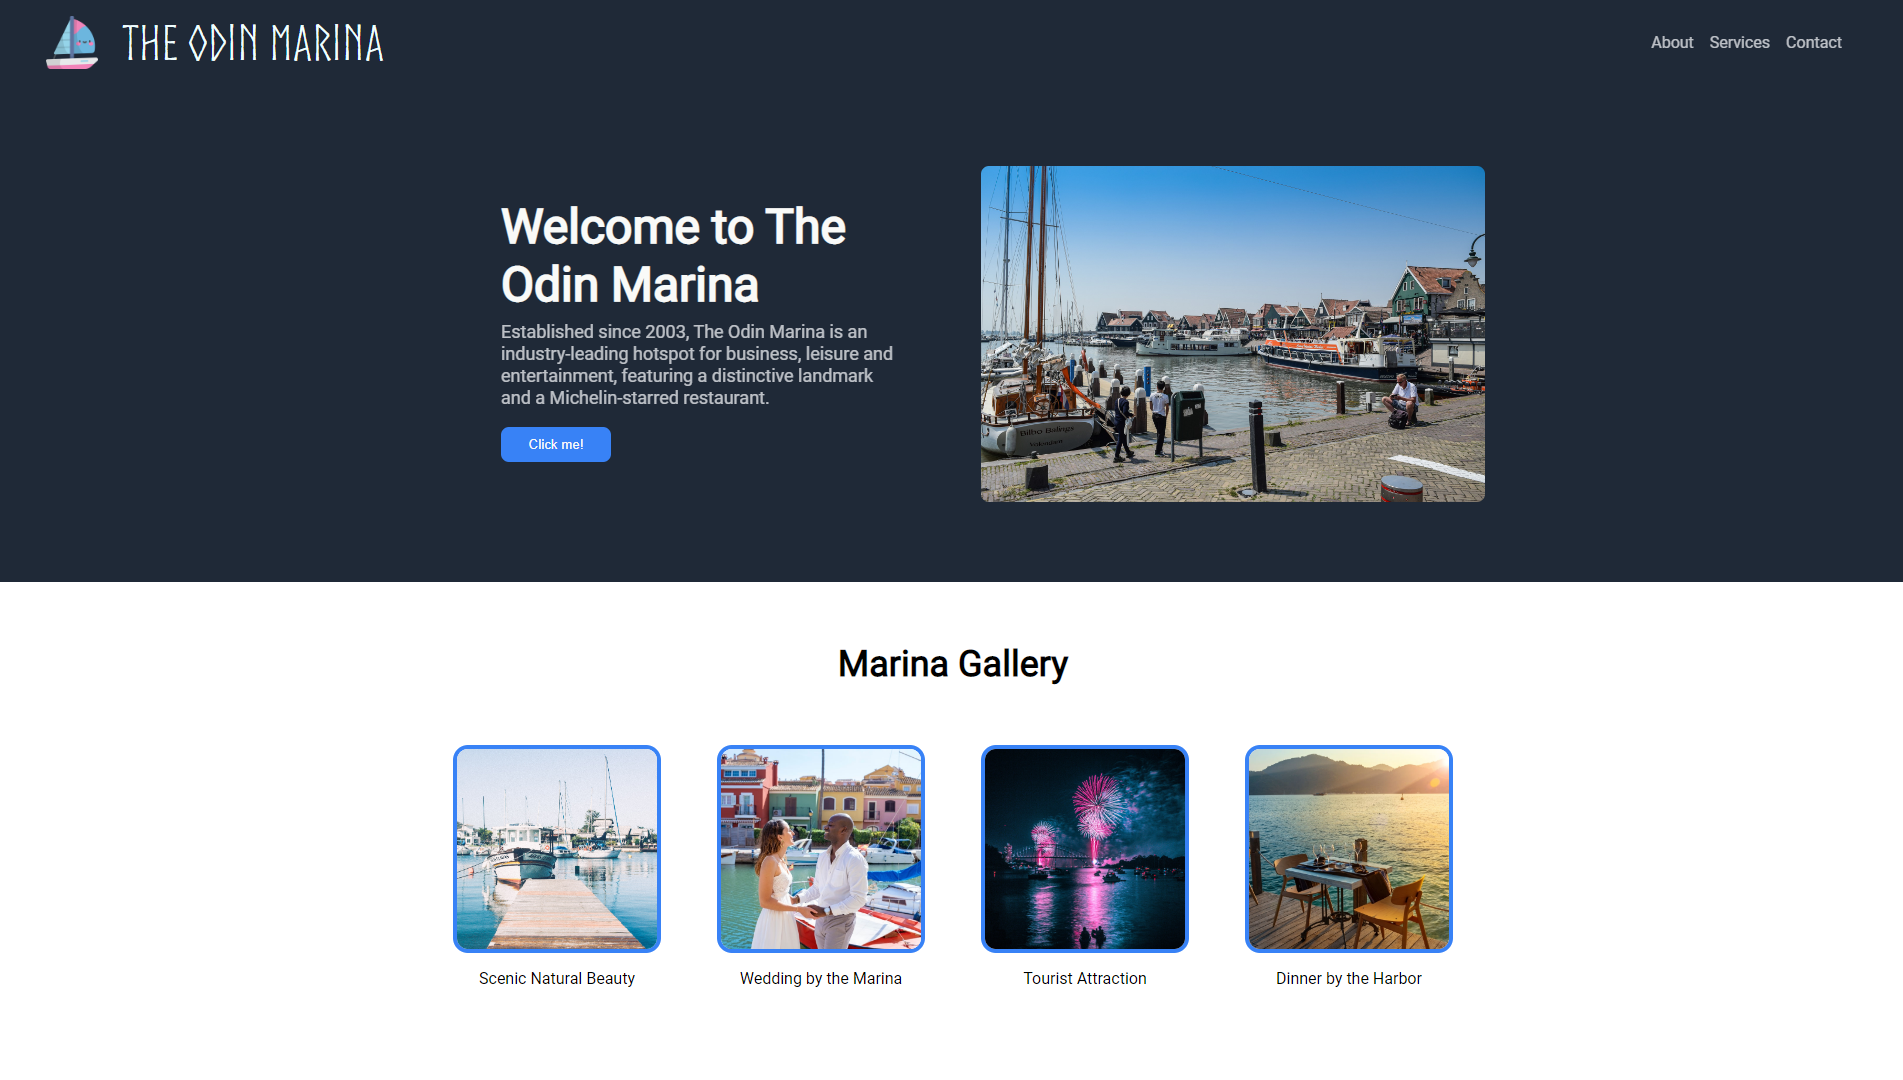 THE ODIN MARINA
About Services Contact
Welcome to The
Odin Marina
Established since 2003, The Odin Marina is an
industry-leading hotspot for business, leisure and
entertainment, featuring a distinctive landmark
and a Michelin-starred restaurant.
Click me!
Marina Gallery
Scenic Natural Beauty
Wedding by the Marina
Tourist Attraction
Dinner by the Harbor